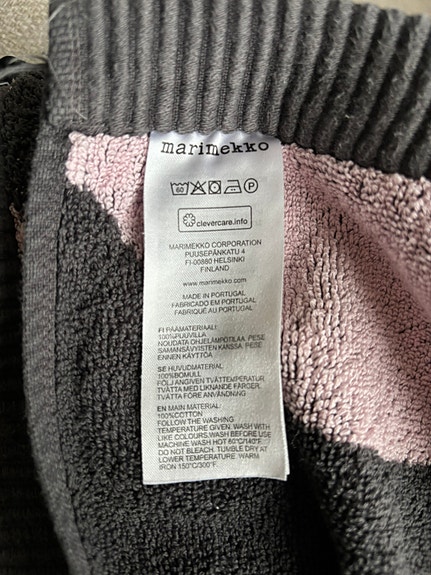 marimekko
60
P
clevercare.info
MARIMEKKO CORPORATION
PUUSEPÄNKATU 4
FI-00880 HELSINKI
FINLAND
www.marimekko.com
MADE IN PORTUGAL
FABRICADO EM PORTUGAL
FABRIQUÉ AU PORTUGAL
FI PÄÄMATERIAALI:
100%PUUVILLA
NOUDATA OHJELÄMPÖTILAA. PESE
SAMANSÄVYISTEN KANSSA. PESE
ENNEN KÄYTTÖÄ.
SE HUVUDMATERIAL:
100%BOMULL
FÖLJ ANGIVEN TVÄTTEMPERATUR.
TVÄTTA MED LIKNANDE FÄRGER.
TVÄTTA FÖRE ANVÄNDNING.
EN MAIN MATERIAL:
100%COTTON
FOLLOW THE WASHING
TEMPERATURE GIVEN. WASH WITH
LIKE COLOURS.WASH BEFORE USE
MACHINE WASH HOT 60°C/140°F.
DO NOT BLEACH. TUMBLE DRY AT
LOWER TEMPERATURE. WARM
IRON 150°C/300°F.